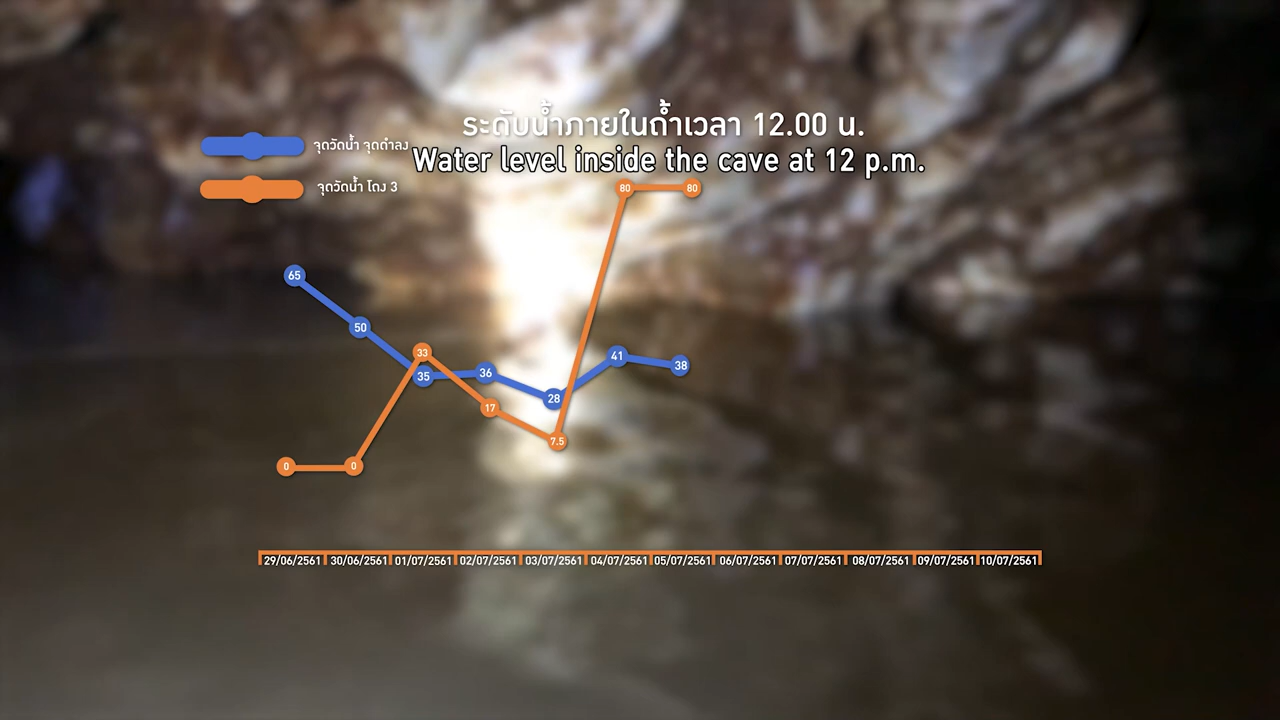 ระดับน้ำภายในถ้ำเวลา 12.00 น.
Water level inside the cave at 12 p.m.
จุดวัดน้ำ จุดดำลง
จุดวัดน้ำ โถง 3
80 80
65
50
33
35 36
41
38
28
17
7.5
0 0
29/06/2561 30/06/2561 01/07/2561 02/07/2561 03/07/2561 04/07/2561 05/07/2561 06/07/2561 07/07/2561 08/07/2561 09/07/2561 10/07/2561